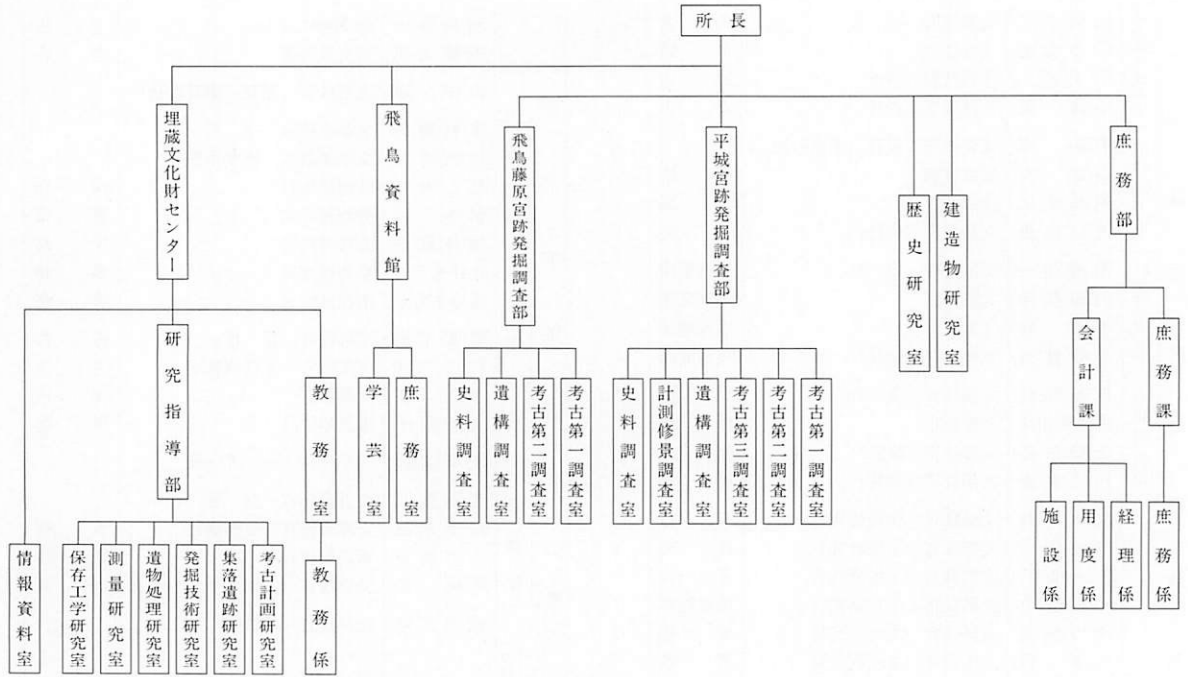 所長
庶務部
庶務課
庶務係
会計課
経理係
用度係
施設係
建造物研究室
歴史研究室
平城宮跡発掘調査部
考古第一調査室
考古第二調査室
考古第三調査室
遺構調査室
計測修景調査室
史料調査室
飛鳥藤原宮跡発掘調査部
考古第一調査室
考古第二調査室
遺構調査室
史料調査室
飛鳥資料館
庶務室
学芸室
埋蔵文化財センター
教務室
教務係
研究指導部
考古計画研究室
集落遺跡研究室
発掘技術研究室
遺物処理研究室
測量研究室
保存工学研究室
情報資料室